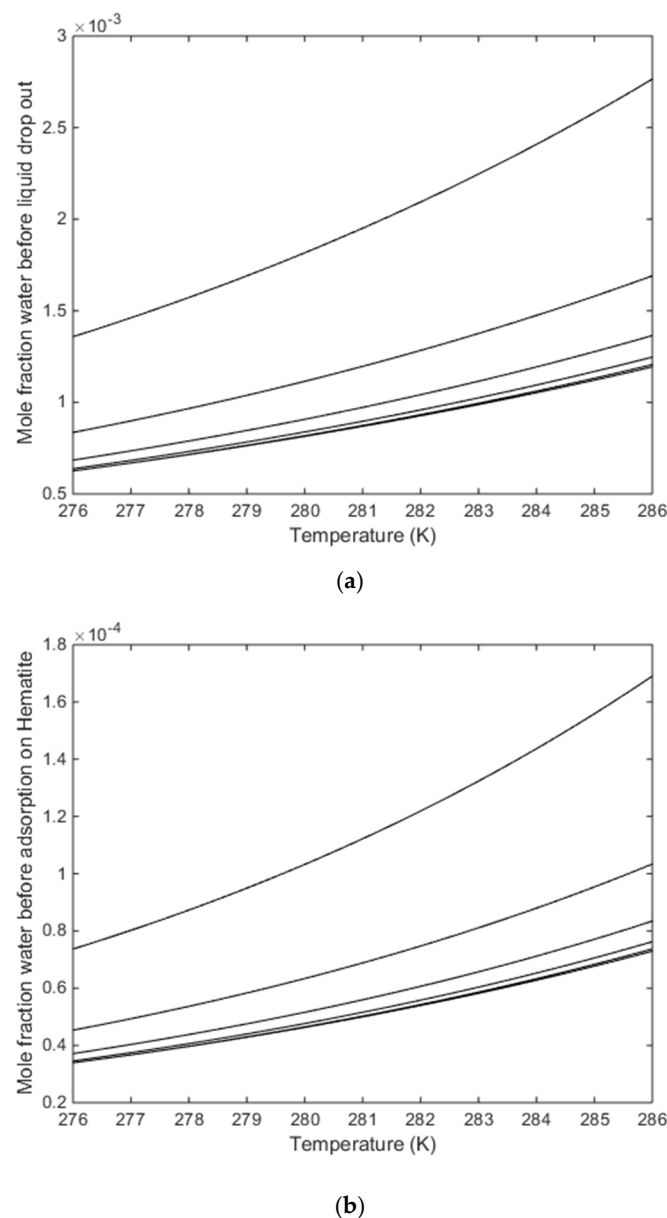 ×10⁻³
3
2.5
2
1.5
1
0.5
Mole fraction water before liquid drop out
276 277 278 279 280 281 282 283 284 285 286
Temperature (K)
(a)
×10⁻⁴
1.8
1.6
1.4
1.2
1
0.8
0.6
0.4
0.2
Mole fraction water before adsorption on Hematite
276 277 278 279 280 281 282 283 284 285 286
Temperature (K)
(b)